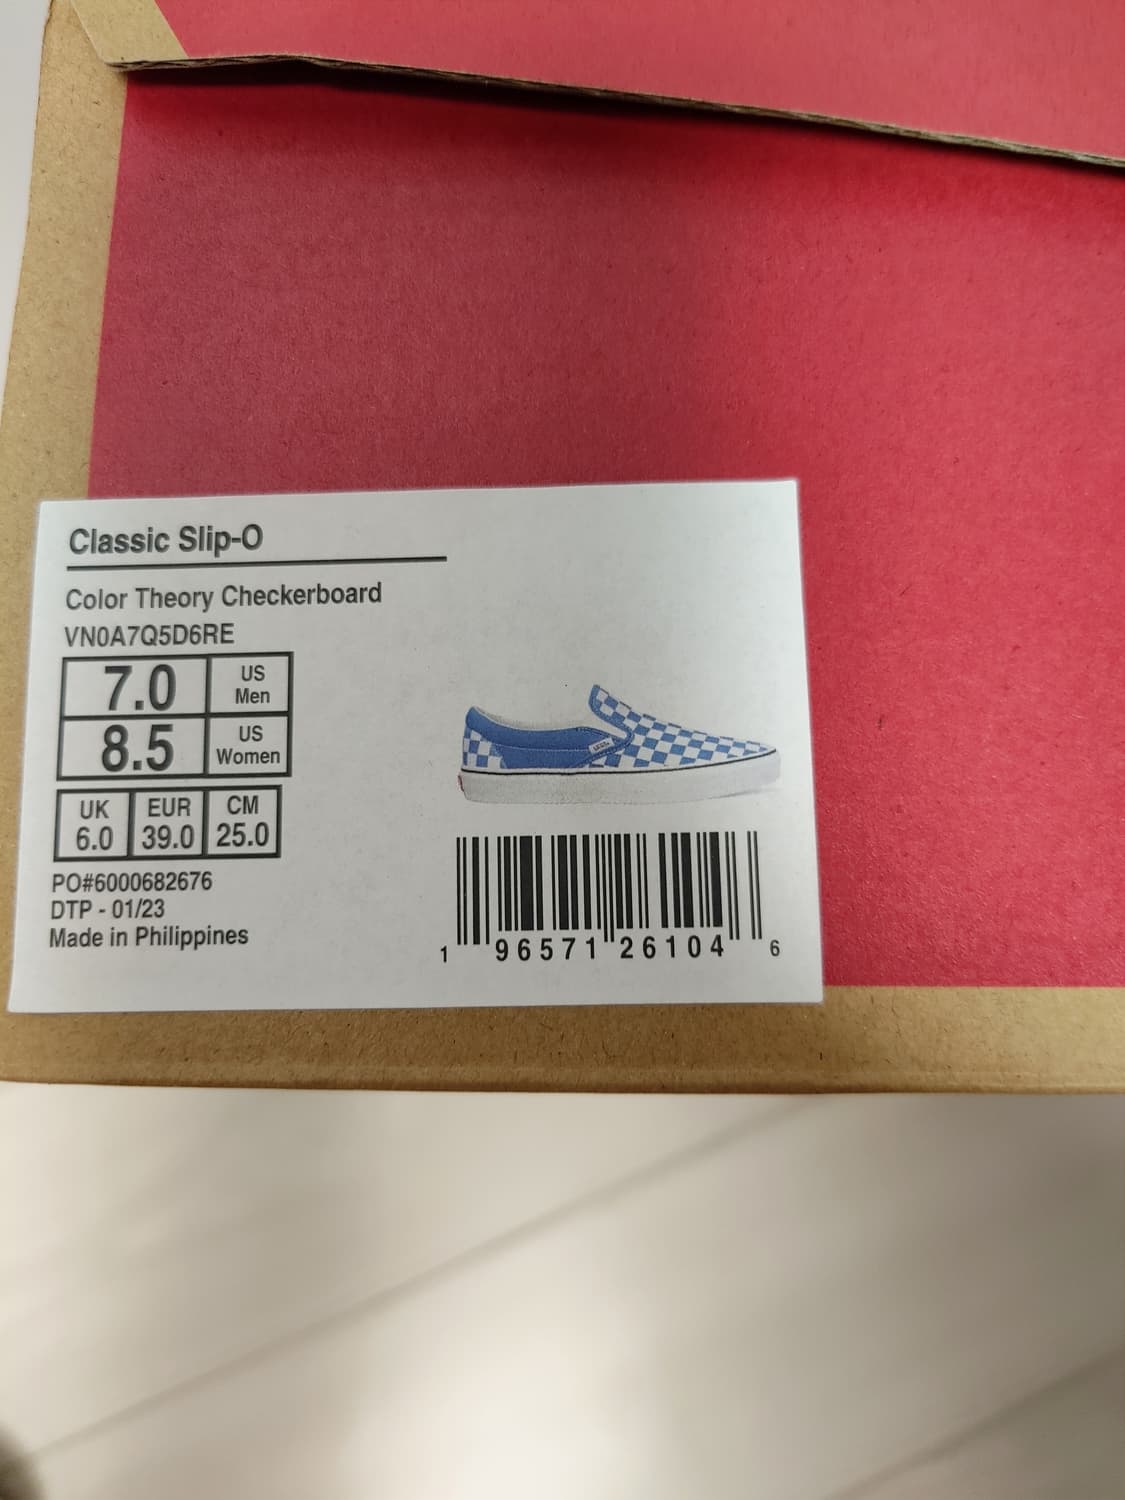 Classic Slip-O
Color Theory Checkerboard
VN0A7Q5D6RE
7.0 US Men
8.5 US Women
UK EUR CM
6.0 39.0 25.0
PO#6000682676
DTP - 01/23
Made in Philippines
1 96571 26104 6